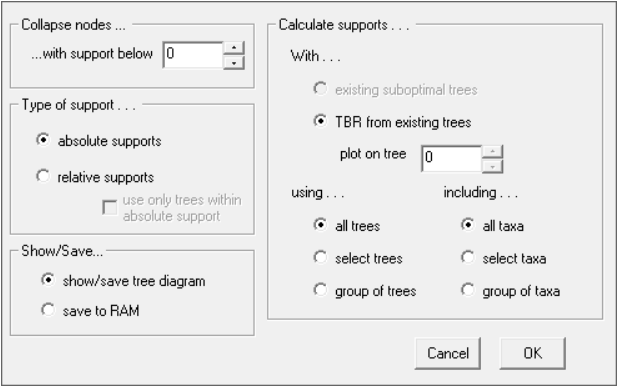 Collapse nodes ...
...with support below 0
Type of support . . .
absolute supports
relative supports
use only trees within
absolute support
Show/Save...
show/save tree diagram
save to RAM
Calculate supports . . .
With . . .
existing suboptimal trees
TBR from existing trees
plot on tree 0
using . . . including . . .
all trees all taxa
select trees select taxa
group of trees group of taxa
Cancel OK